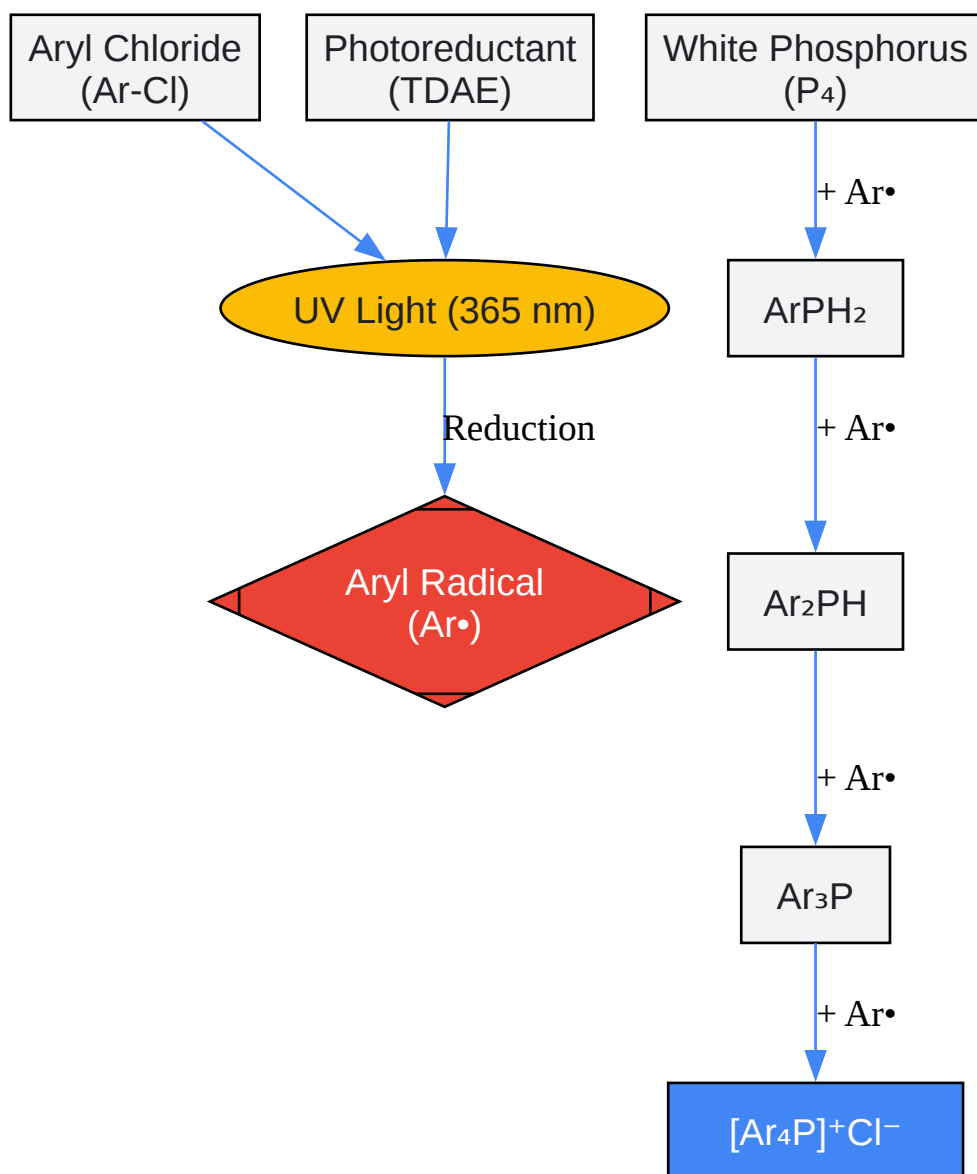 Aryl Chloride
(Ar-Cl)
Photoreductant
(TDAE)
White Phosphorus
(P₄)
+ Ar•
UV Light (365 nm)
ArPH₂
Reduction
+ Ar•
Aryl Radical
(Ar•)
Ar₂PH
+ Ar•
Ar₃P
+ Ar•
[Ar₄P]⁺Cl⁻